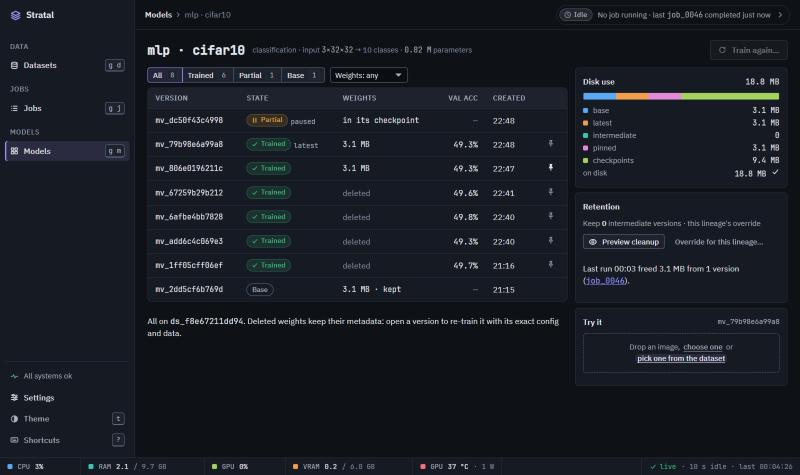 Stratal
Models › mlp · cifar10
Idle No job running · last job_0046 completed just now
DATA
Datasets g d
JOBS
Jobs g j
MODELS
Models g m
mlp · cifar10 classification · input 3×32×32 → 10 classes · 0.82 M parameters
Train again…
All 8 Trained 6 Partial 1 Base 1 Weights: any
VERSION STATE WEIGHTS VAL ACC CREATED
mv_dc50f43c4998 Partial paused in its checkpoint — 22:48
mv_79b98e6a99a8 Trained latest 3.1 MB 49.3% 22:48
mv_806e0196211c Trained 3.1 MB 49.3% 22:47
mv_67259b29b212 Trained deleted 49.6% 22:41
mv_6afbe4bb7828 Trained deleted 49.8% 22:40
mv_add6c4c069e3 Trained deleted 49.3% 22:40
mv_1ff05cff06ef Trained deleted 49.7% 21:16
mv_2dd5cf6b769d Base 3.1 MB · kept — 21:15
All on ds_f8e67211dd94. Deleted weights keep their metadata: open a version to re-train it with its exact config
and data.
Disk use 18.8 MB
base 3.1 MB
latest 3.1 MB
intermediate 0
pinned 3.1 MB
checkpoints 9.4 MB
on disk 18.8 MB
Retention
Keep 0 intermediate versions · this lineage's override
Preview cleanup Override for this lineage…
Last run 00:03 freed 3.1 MB from 1 version
(job_0046).
Try it mv_79b98e6a99a8
Drop an image, choose one or
pick one from the dataset
All systems ok
Settings
Theme t
Shortcuts ?
CPU 3% RAM 2.1 / 9.7 GB GPU 0% VRAM 0.2 / 6.0 GB GPU 37 °C · 1 W live · 10 s idle · last 00:04:26